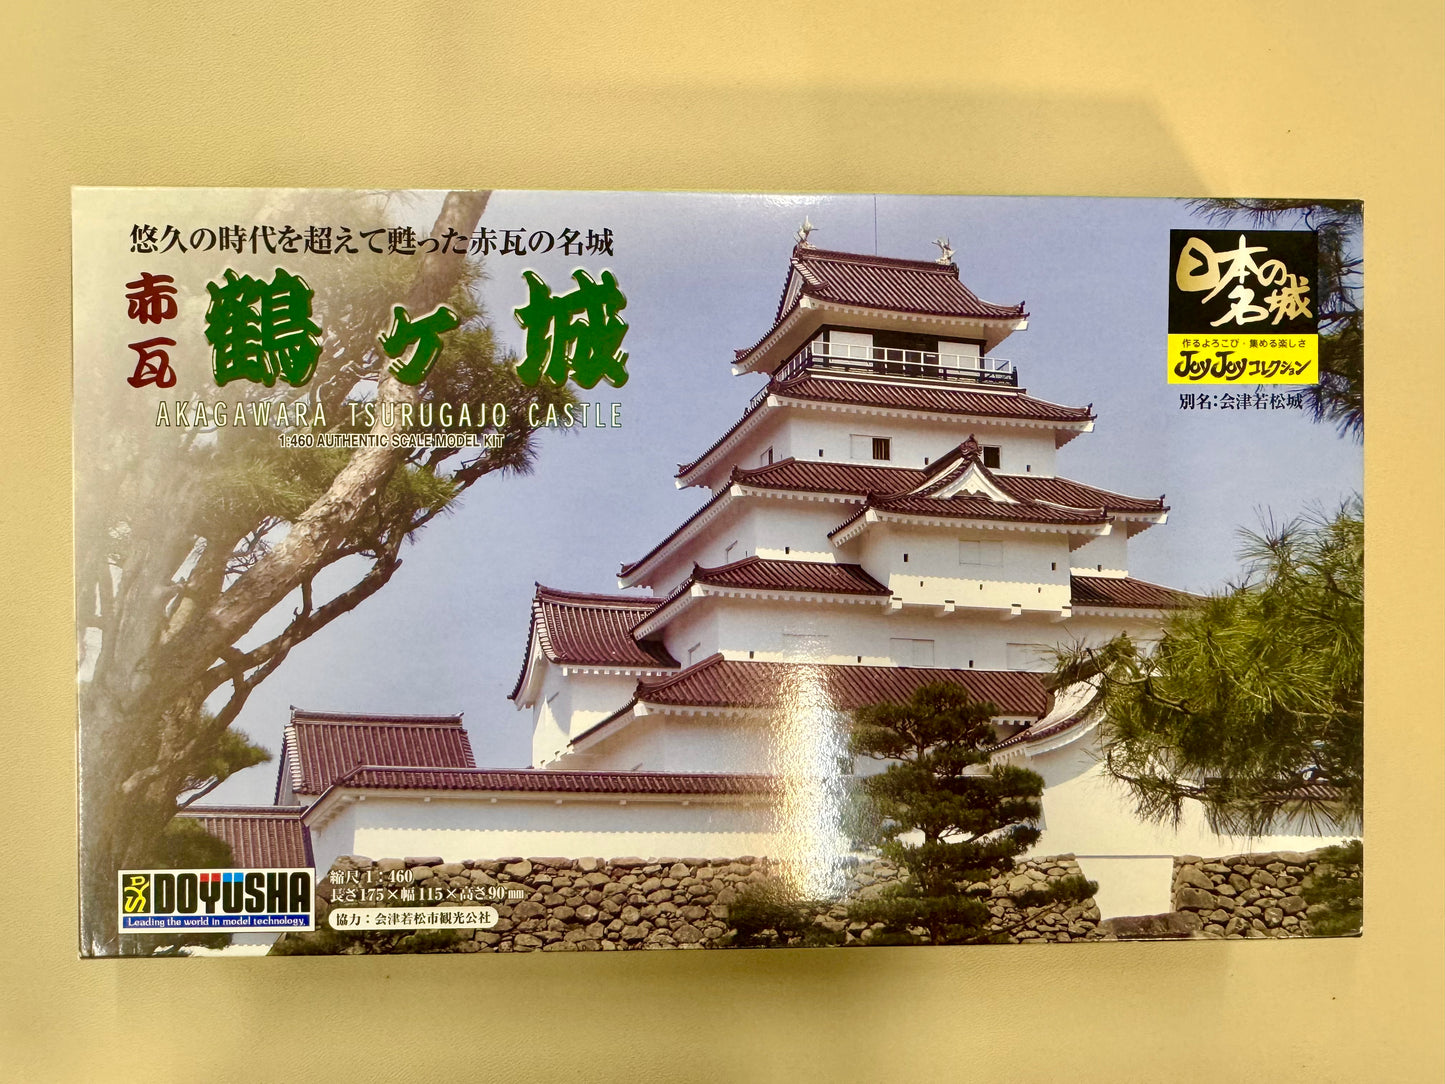 悠久の時代を超えて甦った赤瓦の名城
赤瓦
鶴ヶ城
AKAGAWARA TSURUGAJO CASTLE
1:460 AUTHENTIC SCALE MODEL KIT
日本の名城
作るよろこび・集める楽しさ
JoyJoyコレクション
別名:会津若松城
DYS
DOYUSHA
Leading the world in model technology.
縮尺 1:460
長さ175×幅115×高さ90㎜
協力:会津若松市観光公社